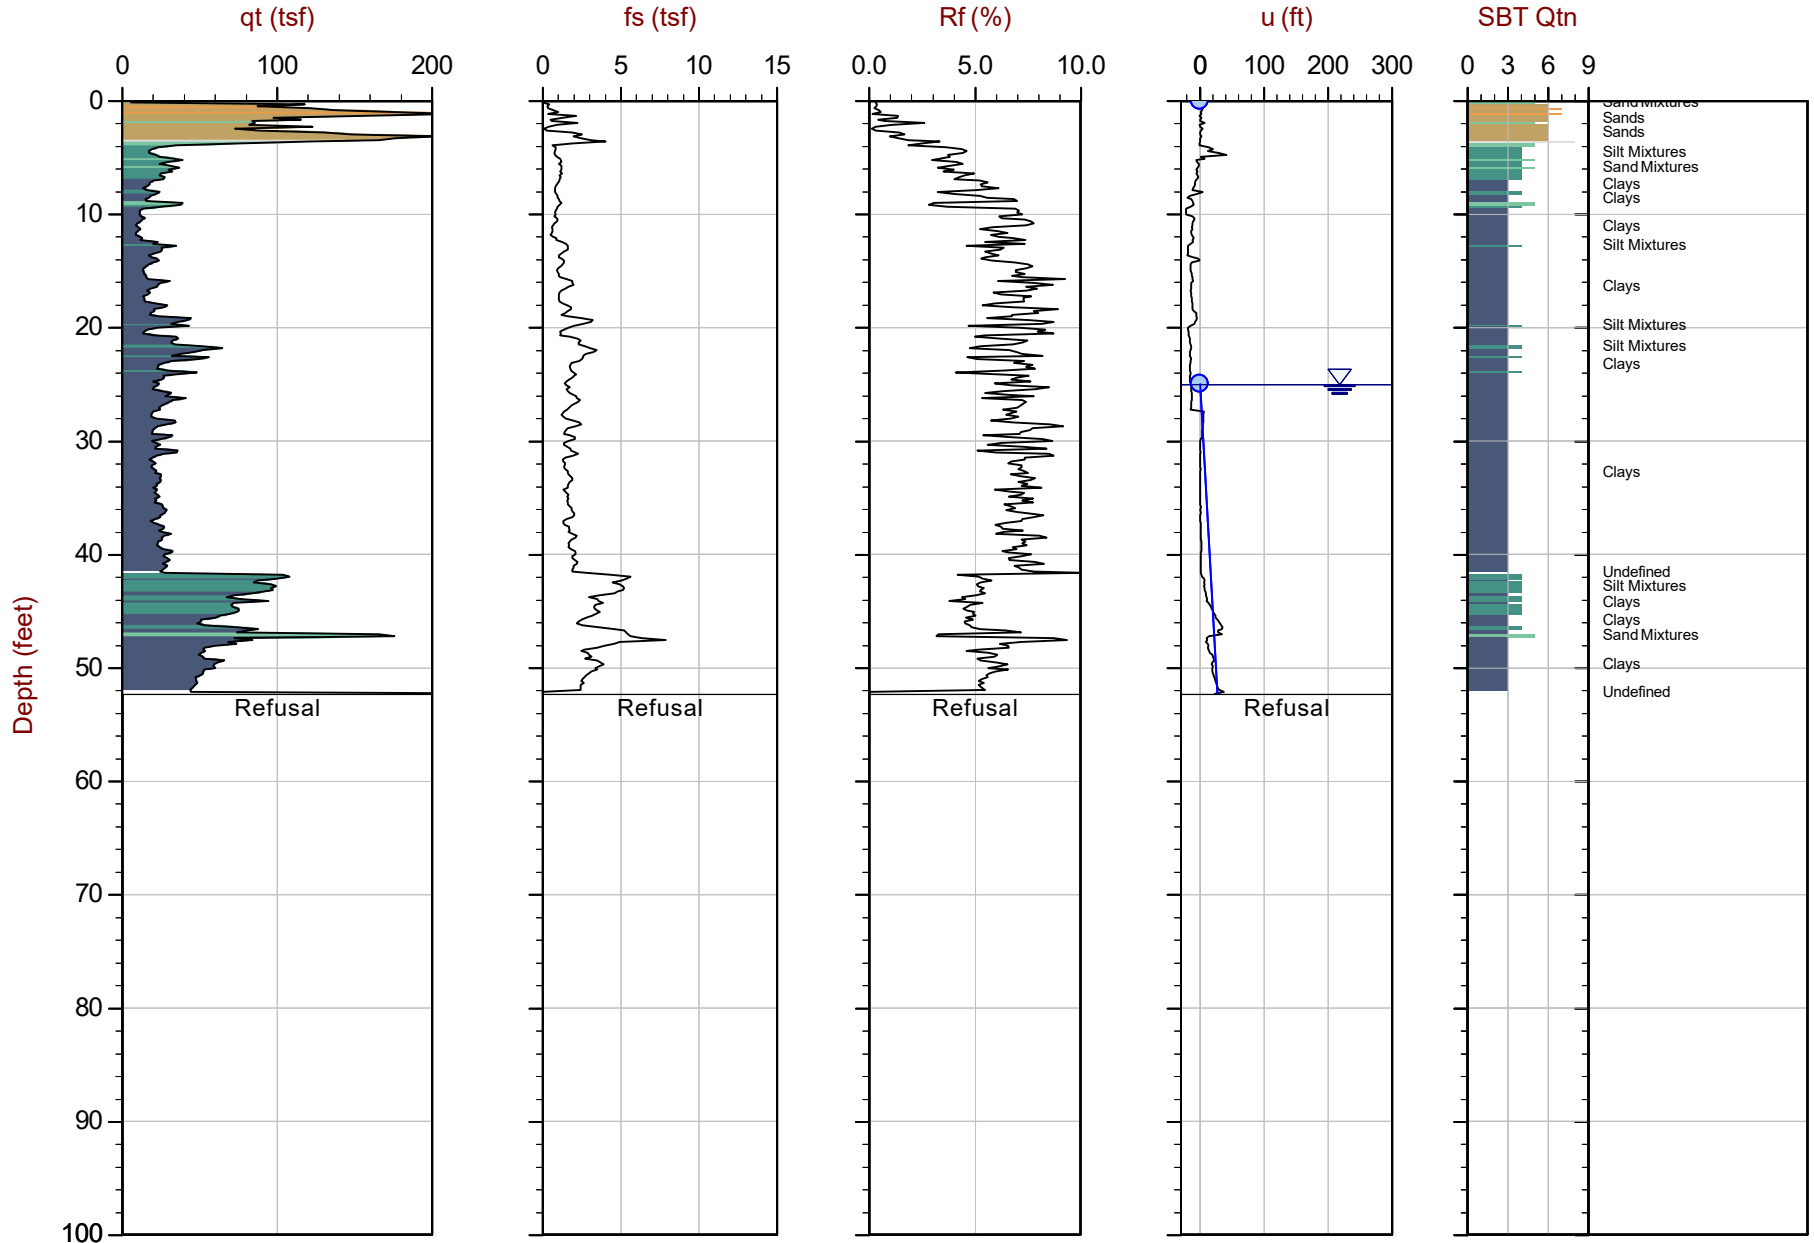 qt (tsf) fs (tsf) Rf (%) u (ft) SBT Qtn
0 100 200 0 5 10 15 0.0 5.0 10.0 0 100 200 300 0 3 6 9
0
Sand Mixtures
Sands
Sands
Silt Mixtures
Sand Mixtures
Clays
Clays
10
Clays
Silt Mixtures
Clays
20
Silt Mixtures
Silt Mixtures
Clays
30
Clays
40
Undefined
Silt Mixtures
Clays
Clays
Sand Mixtures
Clays
50
Undefined
Refusal Refusal Refusal Refusal
Depth (feet)
60
70
80
90
100